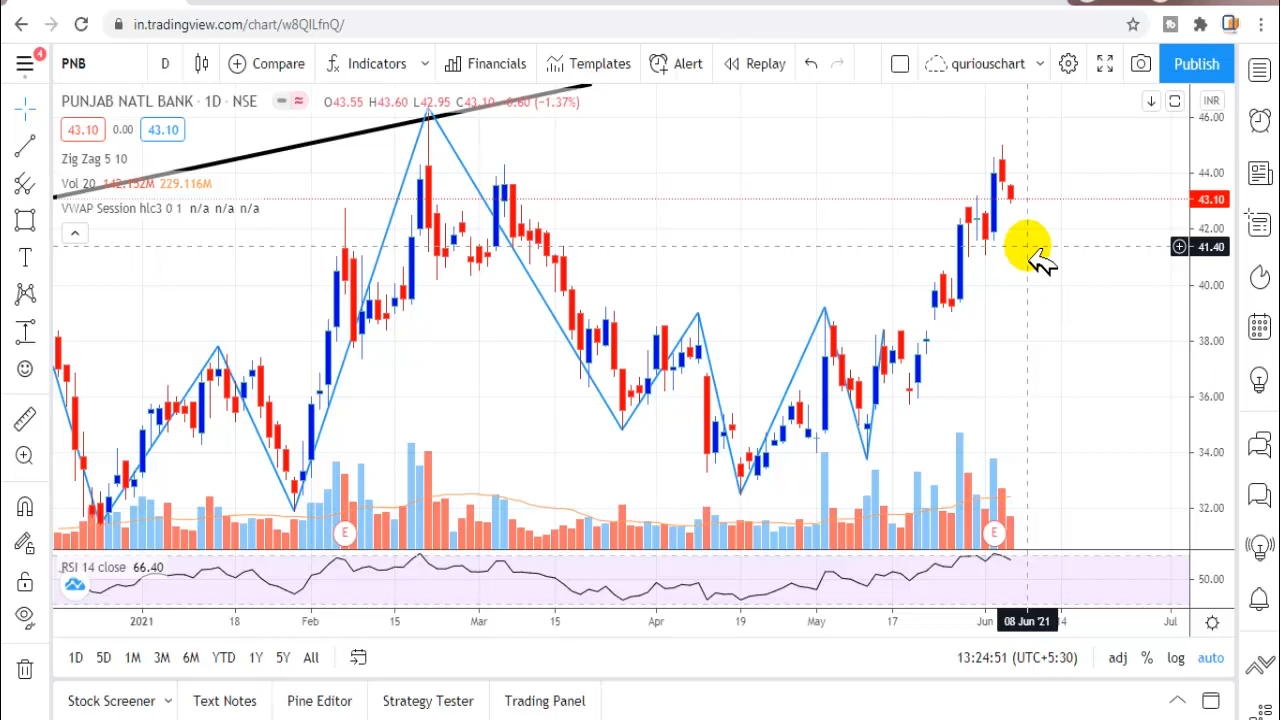 in.tradingview.com/chart/w8QILfnQ/
4
PNB D Compare Indicators Financials Templates Alert Replay quriouschart Publish
PUNJAB NATL BANK · 1D · NSE O43.55 H43.60 L42.95 C43.10 -0.60 (−1.37%) INR
43.10 0.00 43.10
Zig Zag 5 10
Vol 20 142.152M 229.116M
VWAP Session hlc3 0 1 n/a n/a n/a
46.00
44.00
43.10
42.00
41.40
40.00
38.00
36.00
34.00
32.00
E E
RSI 14 close 66.40
50.00
2021 18 Feb 15 Mar 15 Apr 19 May 17 Jun 08 Jun '21 14 Jul
1D 5D 1M 3M 6M YTD 1Y 5Y All 13:24:51 (UTC+5:30) adj % log auto
Stock Screener Text Notes Pine Editor Strategy Tester Trading Panel